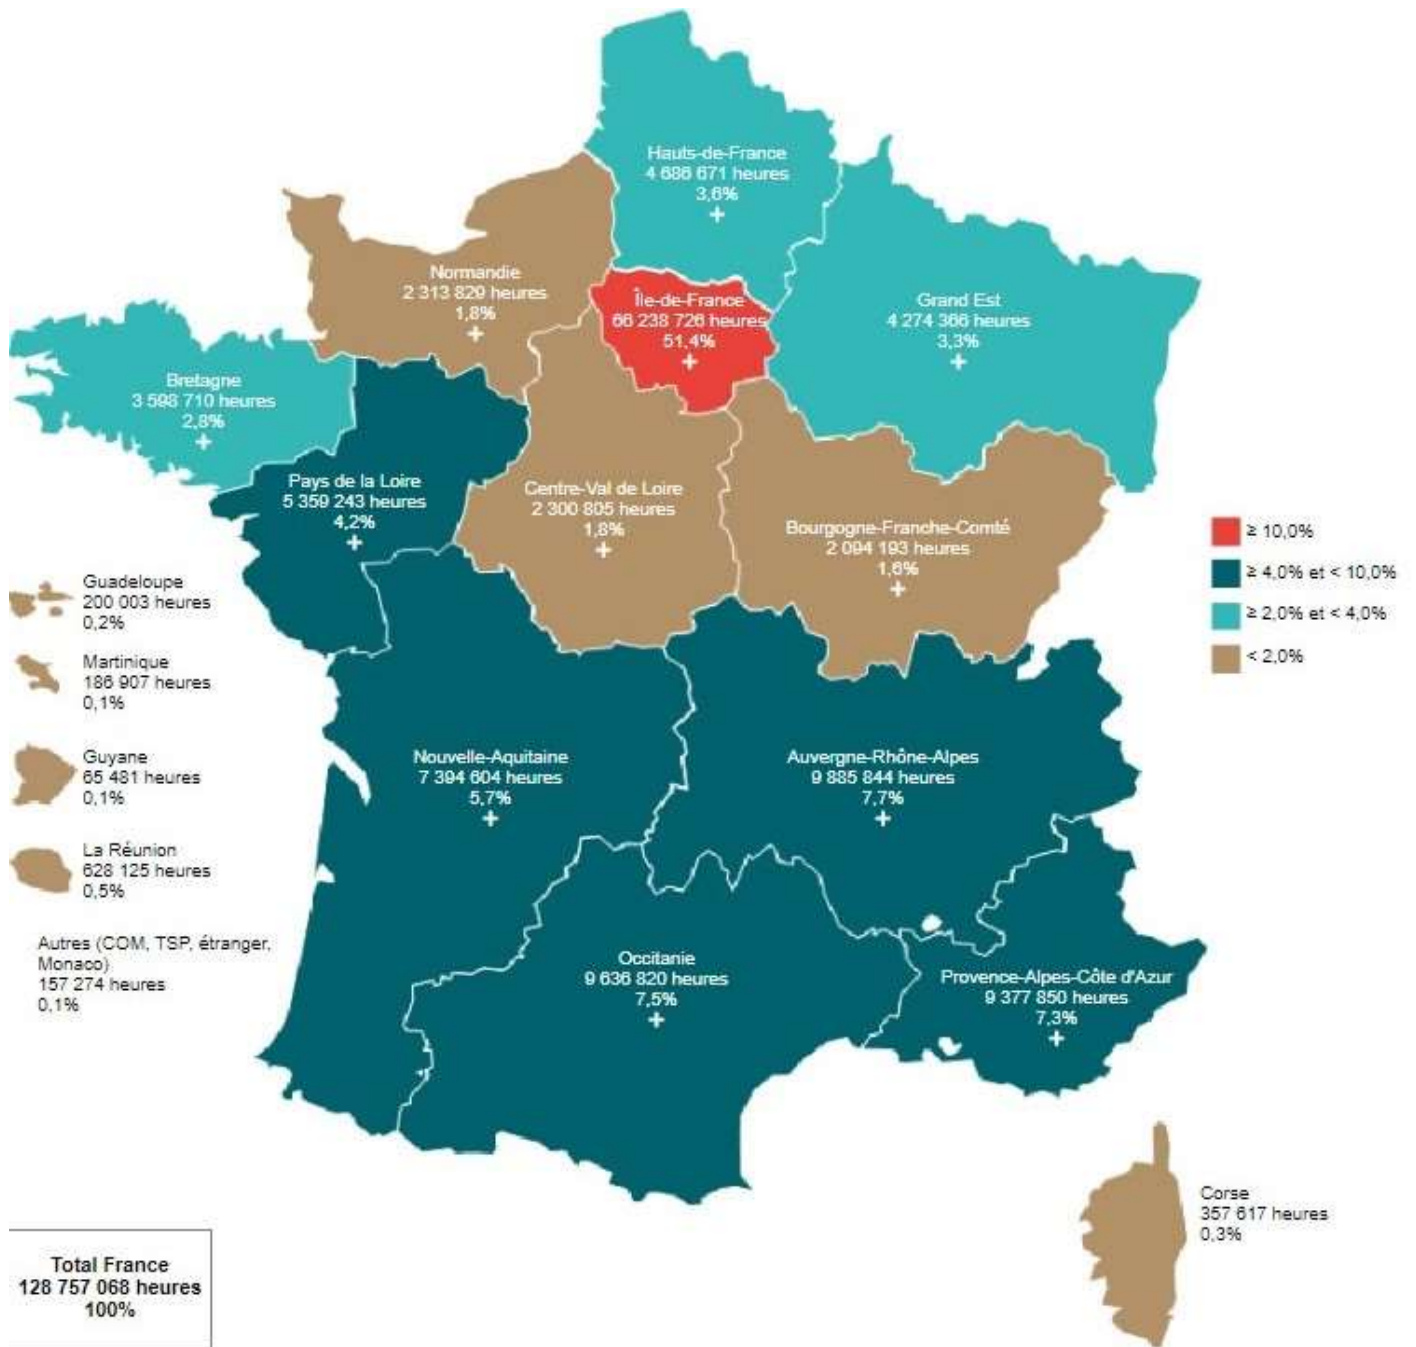 Hauts-de-France
4 686 671 heures
3,6%
Normandie
2 313 829 heures
1,8%
Île-de-France
66 238 726 heures
51,4%
Grand Est
4 274 366 heures
3,3%
Bretagne
3 598 710 heures
2,8%
Pays de la Loire
5 359 243 heures
4,2%
Centre-Val de Loire
2 300 805 heures
1,8%
Bourgogne-Franche-Comté
2 094 193 heures
1,6%
≥ 10,0%
≥ 4,0% et < 10,0%
≥ 2,0% et < 4,0%
< 2,0%
Guadeloupe
200 003 heures
0,2%
Martinique
186 907 heures
0,1%
Guyane
65 481 heures
0,1%
La Réunion
628 125 heures
0,5%
Autres (COM, TSP, étranger,
Monaco)
157 274 heures
0,1%
Nouvelle-Aquitaine
7 394 604 heures
5,7%
Auvergne-Rhône-Alpes
9 885 844 heures
7,7%
Occitanie
9 636 820 heures
7,5%
Provence-Alpes-Côte d'Azur
9 377 850 heures
7,3%
Corse
357 617 heures
0,3%
Total France
128 757 068 heures
100%